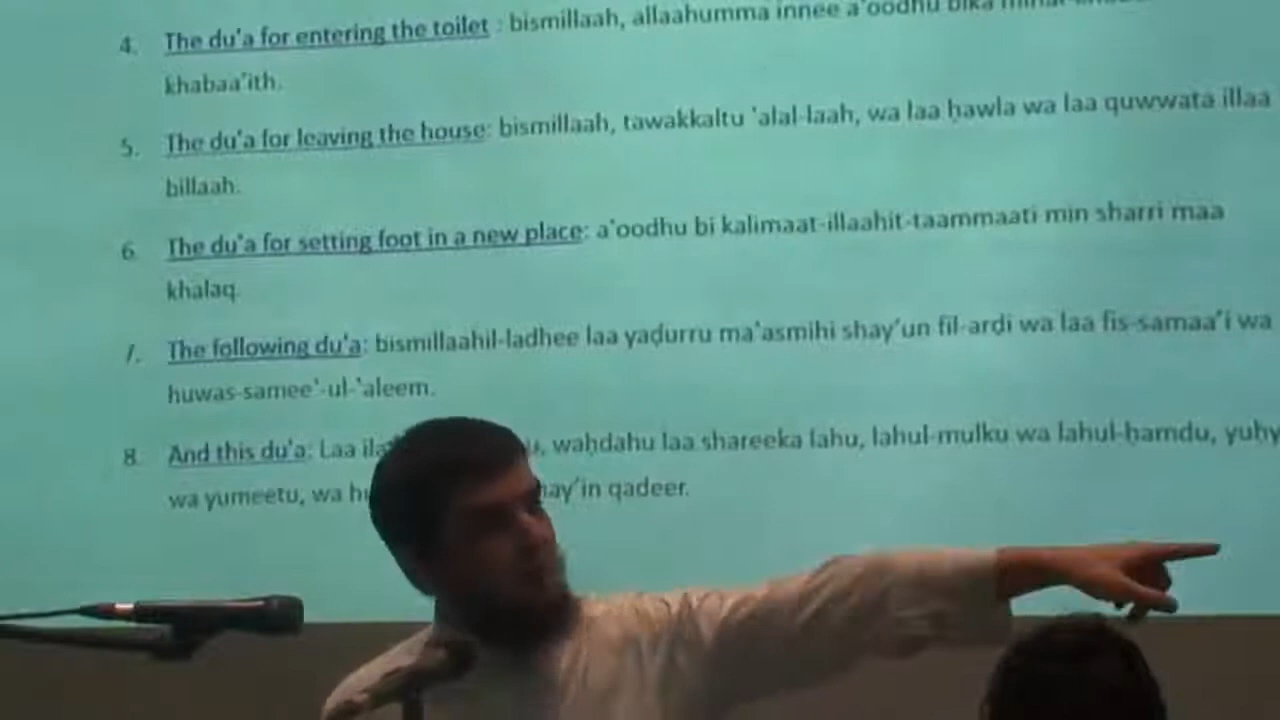 4. The du'a for entering the toilet : bismillaah, allaahumma innee a'oodhu bika
khabaa'ith.
5. The du'a for leaving the house: bismillaah, tawakkaltu 'alal-laah, wa laa ḥawla wa laa quwwata illaa
billaah.
6. The du'a for setting foot in a new place: a'oodhu bi kalimaat-illaahit-taammaati min sharri maa
khalaq.
7. The following du'a: bismillaahil-ladhee laa yaḍurru ma'asmihi shay'un fil-arḍi wa laa fis-samaa'i wa
huwas-samee'-ul-'aleem.
8. And this du'a: Laa waḥdahu laa shareeka lahu, lahul-mulku wa lahul-ḥamdu,
wa yumeetu, wa qadeer.